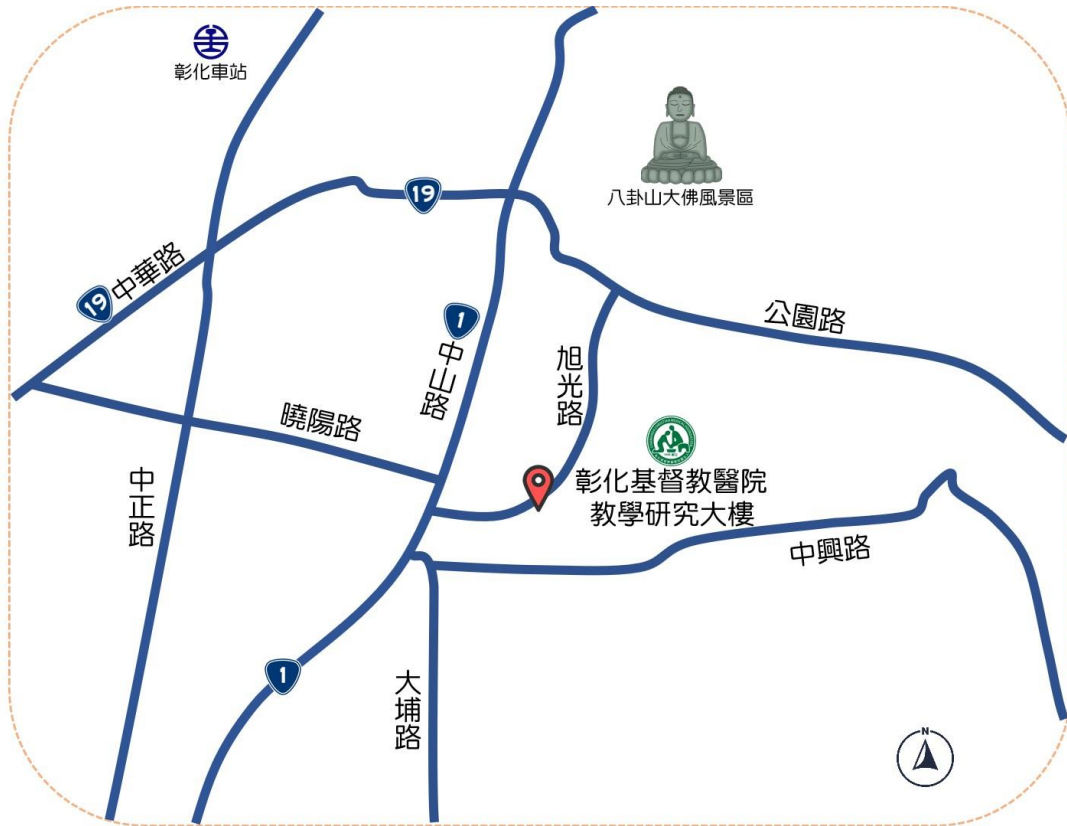 彰化車站
八卦山大佛風景區
19
19
中華路
1
中山路
公園路
旭光路
曉陽路
彰化基督教醫院
教學研究大樓
中正路
中興路
1
大埔路
N